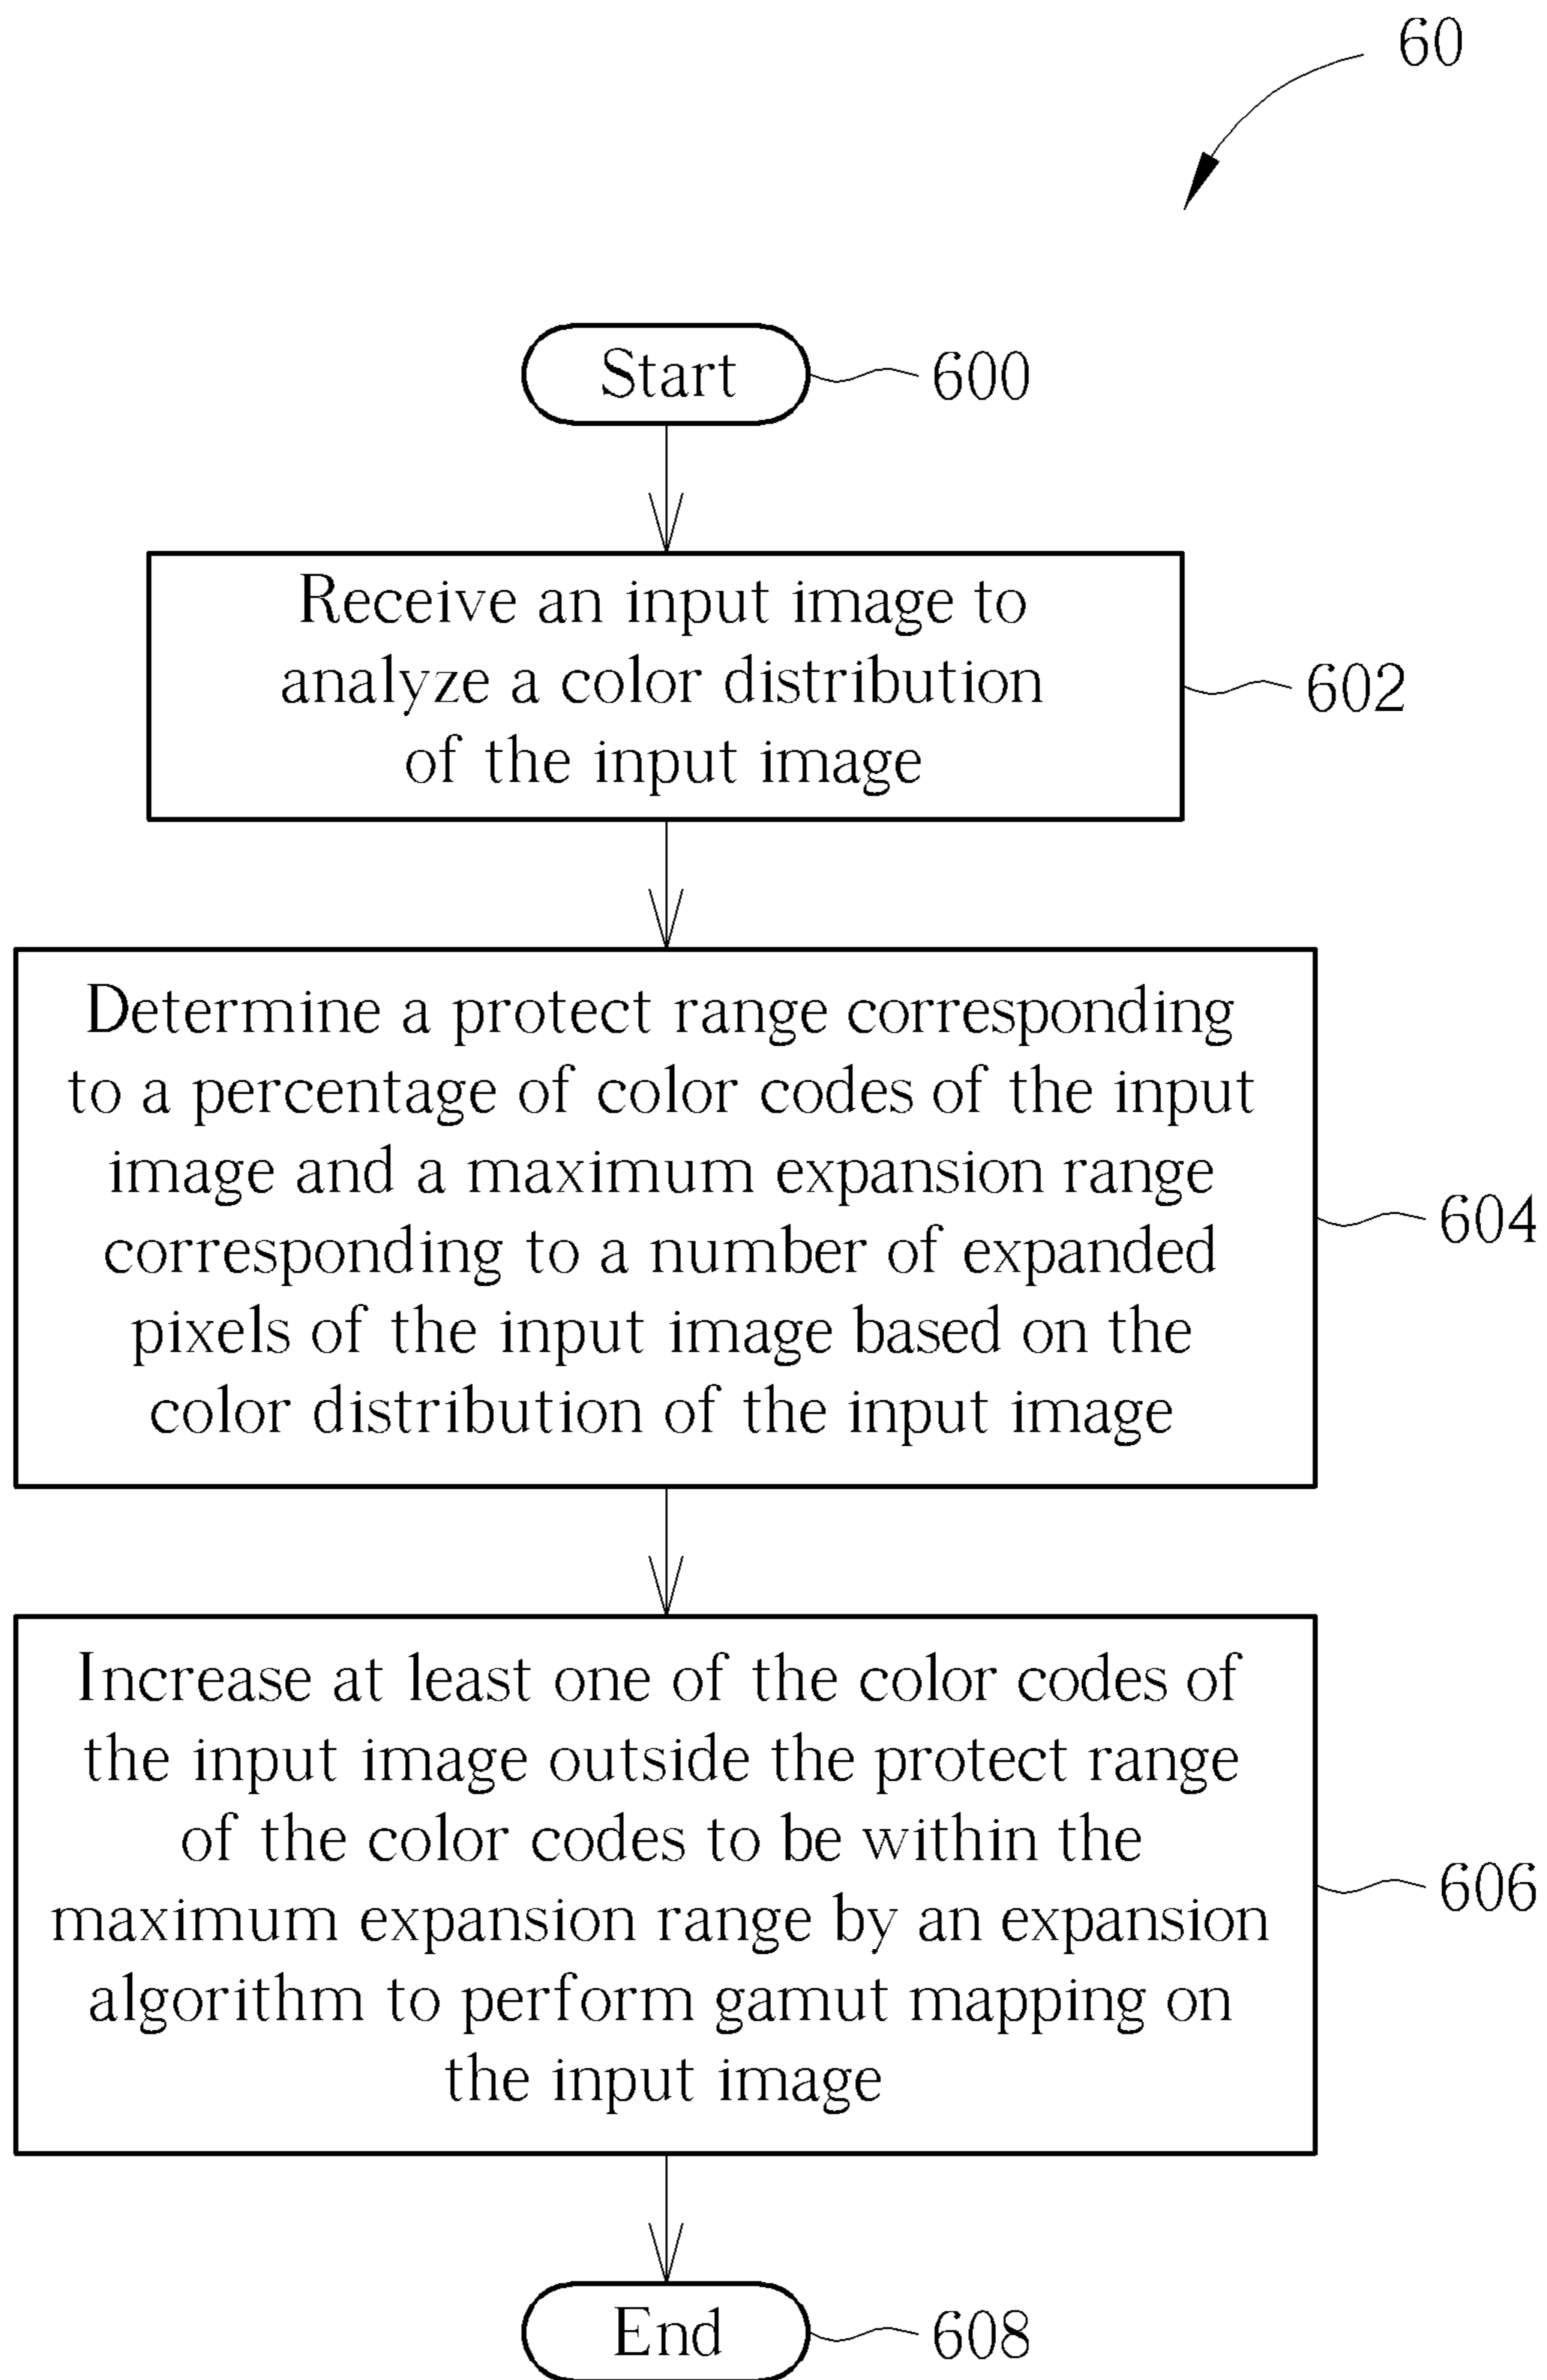 60
Start
600
Receive an input image to
analyze a color distribution
of the input image
602
Determine a protect range corresponding
to a percentage of color codes of the input
image and a maximum expansion range
corresponding to a number of expanded
pixels of the input image based on the
color distribution of the input image
604
Increase at least one of the color codes of
the input image outside the protect range
of the color codes to be within the
maximum expansion range by an expansion
algorithm to perform gamut mapping on
the input image
606
End
608